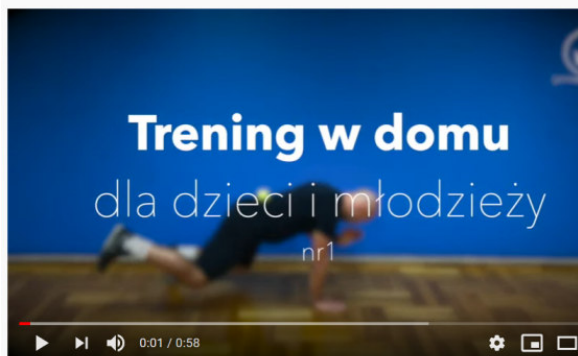 Trening w domu
dla dzieci i młodzieży
nr1
0:01 / 0:58